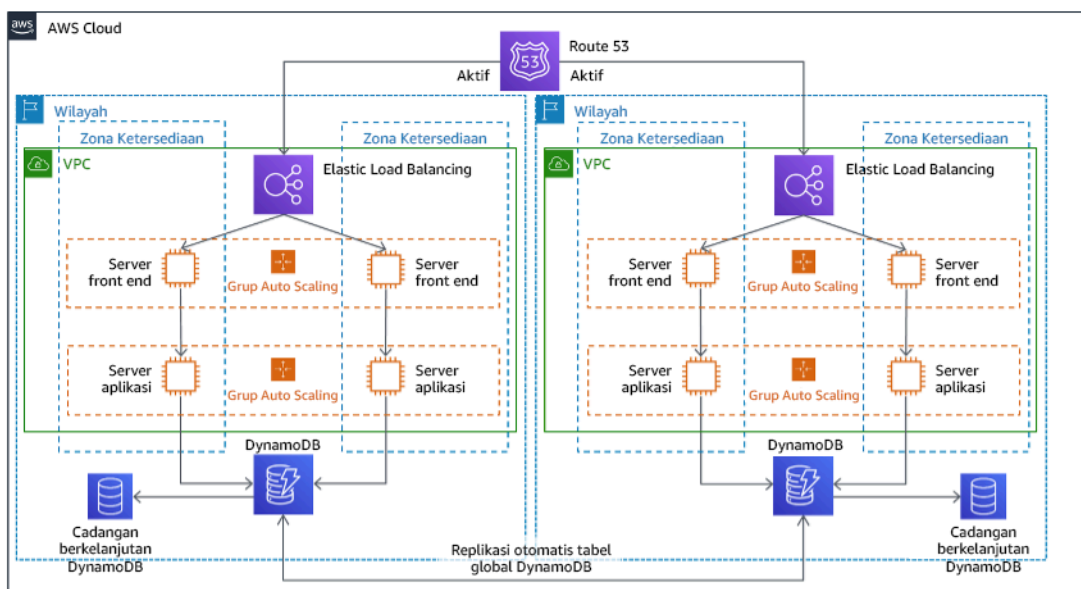 aws
AWS Cloud
53
Route 53
Aktif
Aktif
Wilayah
Zona Ketersediaan
Zona Ketersediaan
VPC
Elastic Load Balancing
Server
front end
Grup Auto Scaling
Server
front end
Server
aplikasi
Grup Auto Scaling
Server
aplikasi
DynamoDB
Cadangan
berkelanjutan
DynamoDB
Wilayah
Zona Ketersediaan
Zona Ketersediaan
VPC
Elastic Load Balancing
Server
front end
Grup Auto Scaling
Server
front end
Server
aplikasi
Grup Auto Scaling
Server
aplikasi
DynamoDB
Cadangan
berkelanjutan
DynamoDB
Replikasi otomatis tabel
global DynamoDB